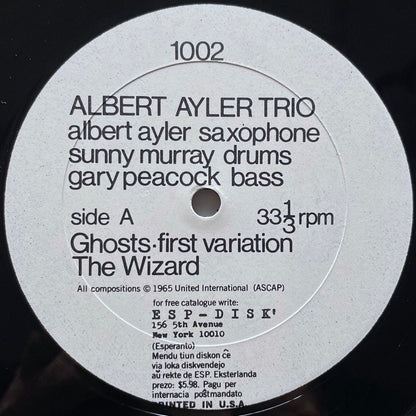 1002
ALBERT AYLER TRIO
albert ayler saxophone
sunny murray drums
gary peacock bass
side A 33 1/3 rpm
Ghosts·first variation
The Wizard
All compositions © 1965 United International (ASCAP)
for free catalogue write:
ESP-DISK'
156 5th Avenue
New York 10010
(Esperanto)
Mendu tiun diskon ĉe
via loka diskvendejo
aŭ rekte de ESP. Eksterlanda
prezo: $5.98. Pagu per
internacia poŝtmandato
PRINTED IN U.S.A.